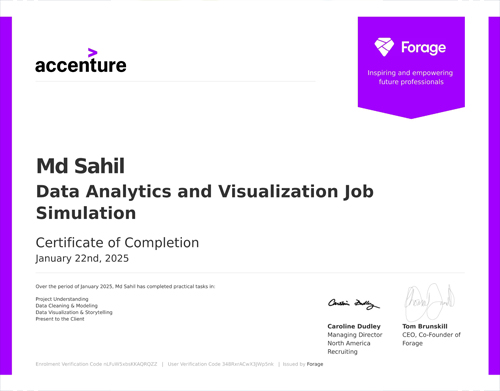 accenture
Forage
Inspiring and empowering
future professionals
Md Sahil
Data Analytics and Visualization Job
Simulation
Certificate of Completion
January 22nd, 2025
Over the period of January 2025, Md Sahil has completed practical tasks in:
Project Understanding
Data Cleaning & Modeling
Data Visualization & Storytelling
Present to the Client
Caroline Dudley
Managing Director
North America
Recruiting
Tom Brunskill
CEO, Co-Founder of
Forage
Enrolment Verification Code | User Verification Code | Issued by Forage